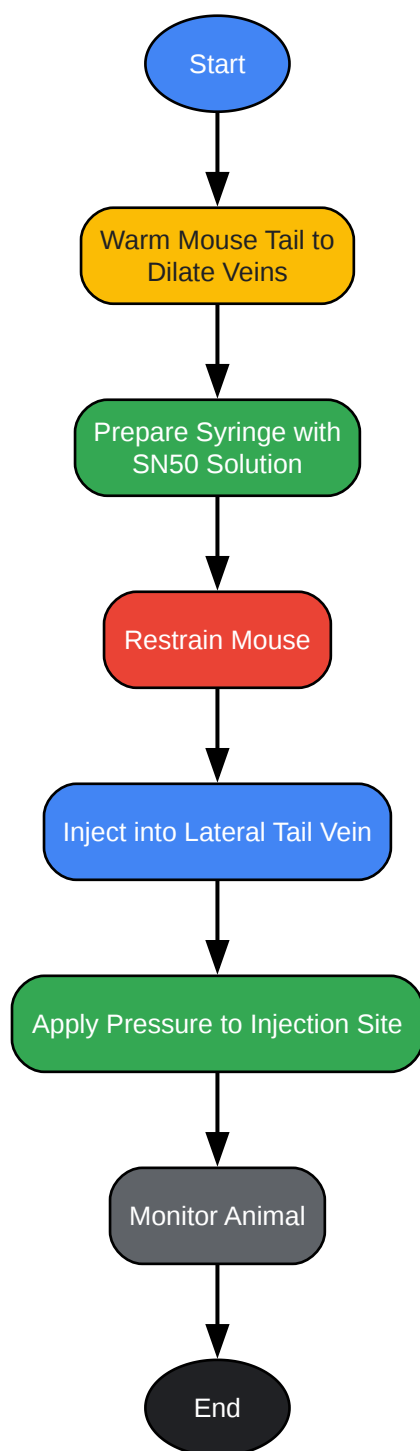 Start
Warm Mouse Tail to
Dilate Veins
Prepare Syringe with
SN50 Solution
Restrain Mouse
Inject into Lateral Tail Vein
Apply Pressure to Injection Site
Monitor Animal
End